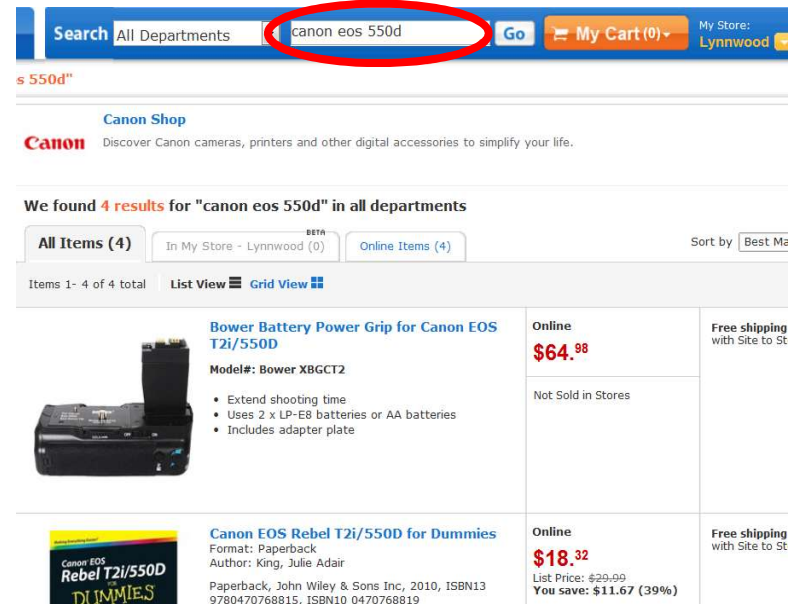 Search All Departments canon eos 550d Go My Cart (0) My Store:
Lynnwood
s 550d"
Canon Shop
Canon Discover Canon cameras, printers and other digital accessories to simplify your life.
We found 4 results for "canon eos 550d" in all departments
BETA
All Items (4) In My Store - Lynnwood (0) Online Items (4) Sort by Best Ma
Items 1- 4 of 4 total List View Grid View
Bower Battery Power Grip for Canon EOS
T2i/550D
Model#: Bower XBGCT2
• Extend shooting time
• Uses 2 x LP-E8 batteries or AA batteries
• Includes adapter plate
Online
$64.98
Not Sold in Stores
Free shipping
with Site to St
Making Everything Easier!
Canon EOS
Rebel T2i/550D
FOR
DUMMIES
Canon EOS Rebel T2i/550D for Dummies
Format: Paperback
Author: King, Julie Adair
Paperback, John Wiley & Sons Inc, 2010, ISBN13
9780470768815, ISBN10 0470768819
Online
$18.32
List Price: $29.99
You save: $11.67 (39%)
Free shipping
with Site to St